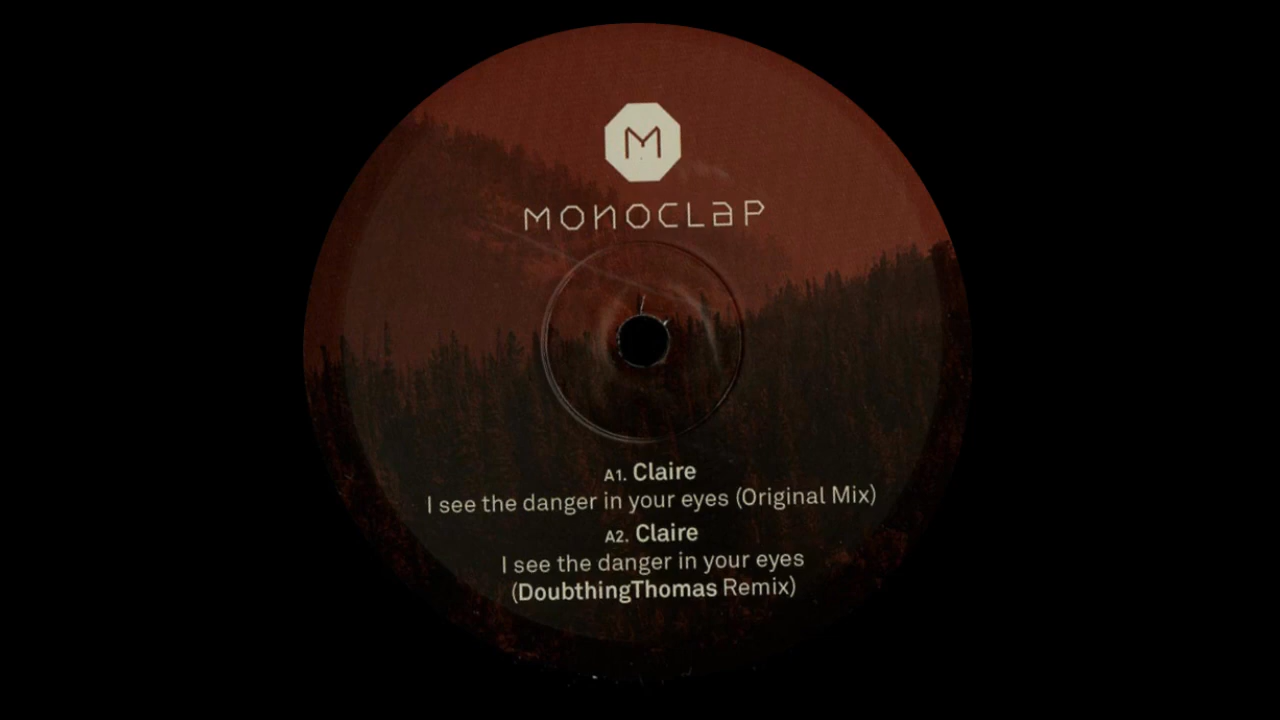 M
MONOCLAP
A1. Claire
I see the danger in your eyes (Original Mix)
A2. Claire
I see the danger in your eyes
(DoubthingThomas Remix)